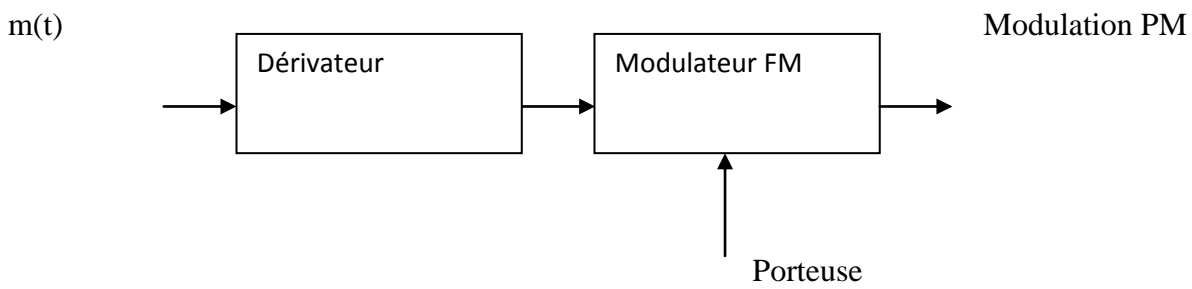 m(t)
Modulation PM
Dérivateur
Modulateur FM
Porteuse